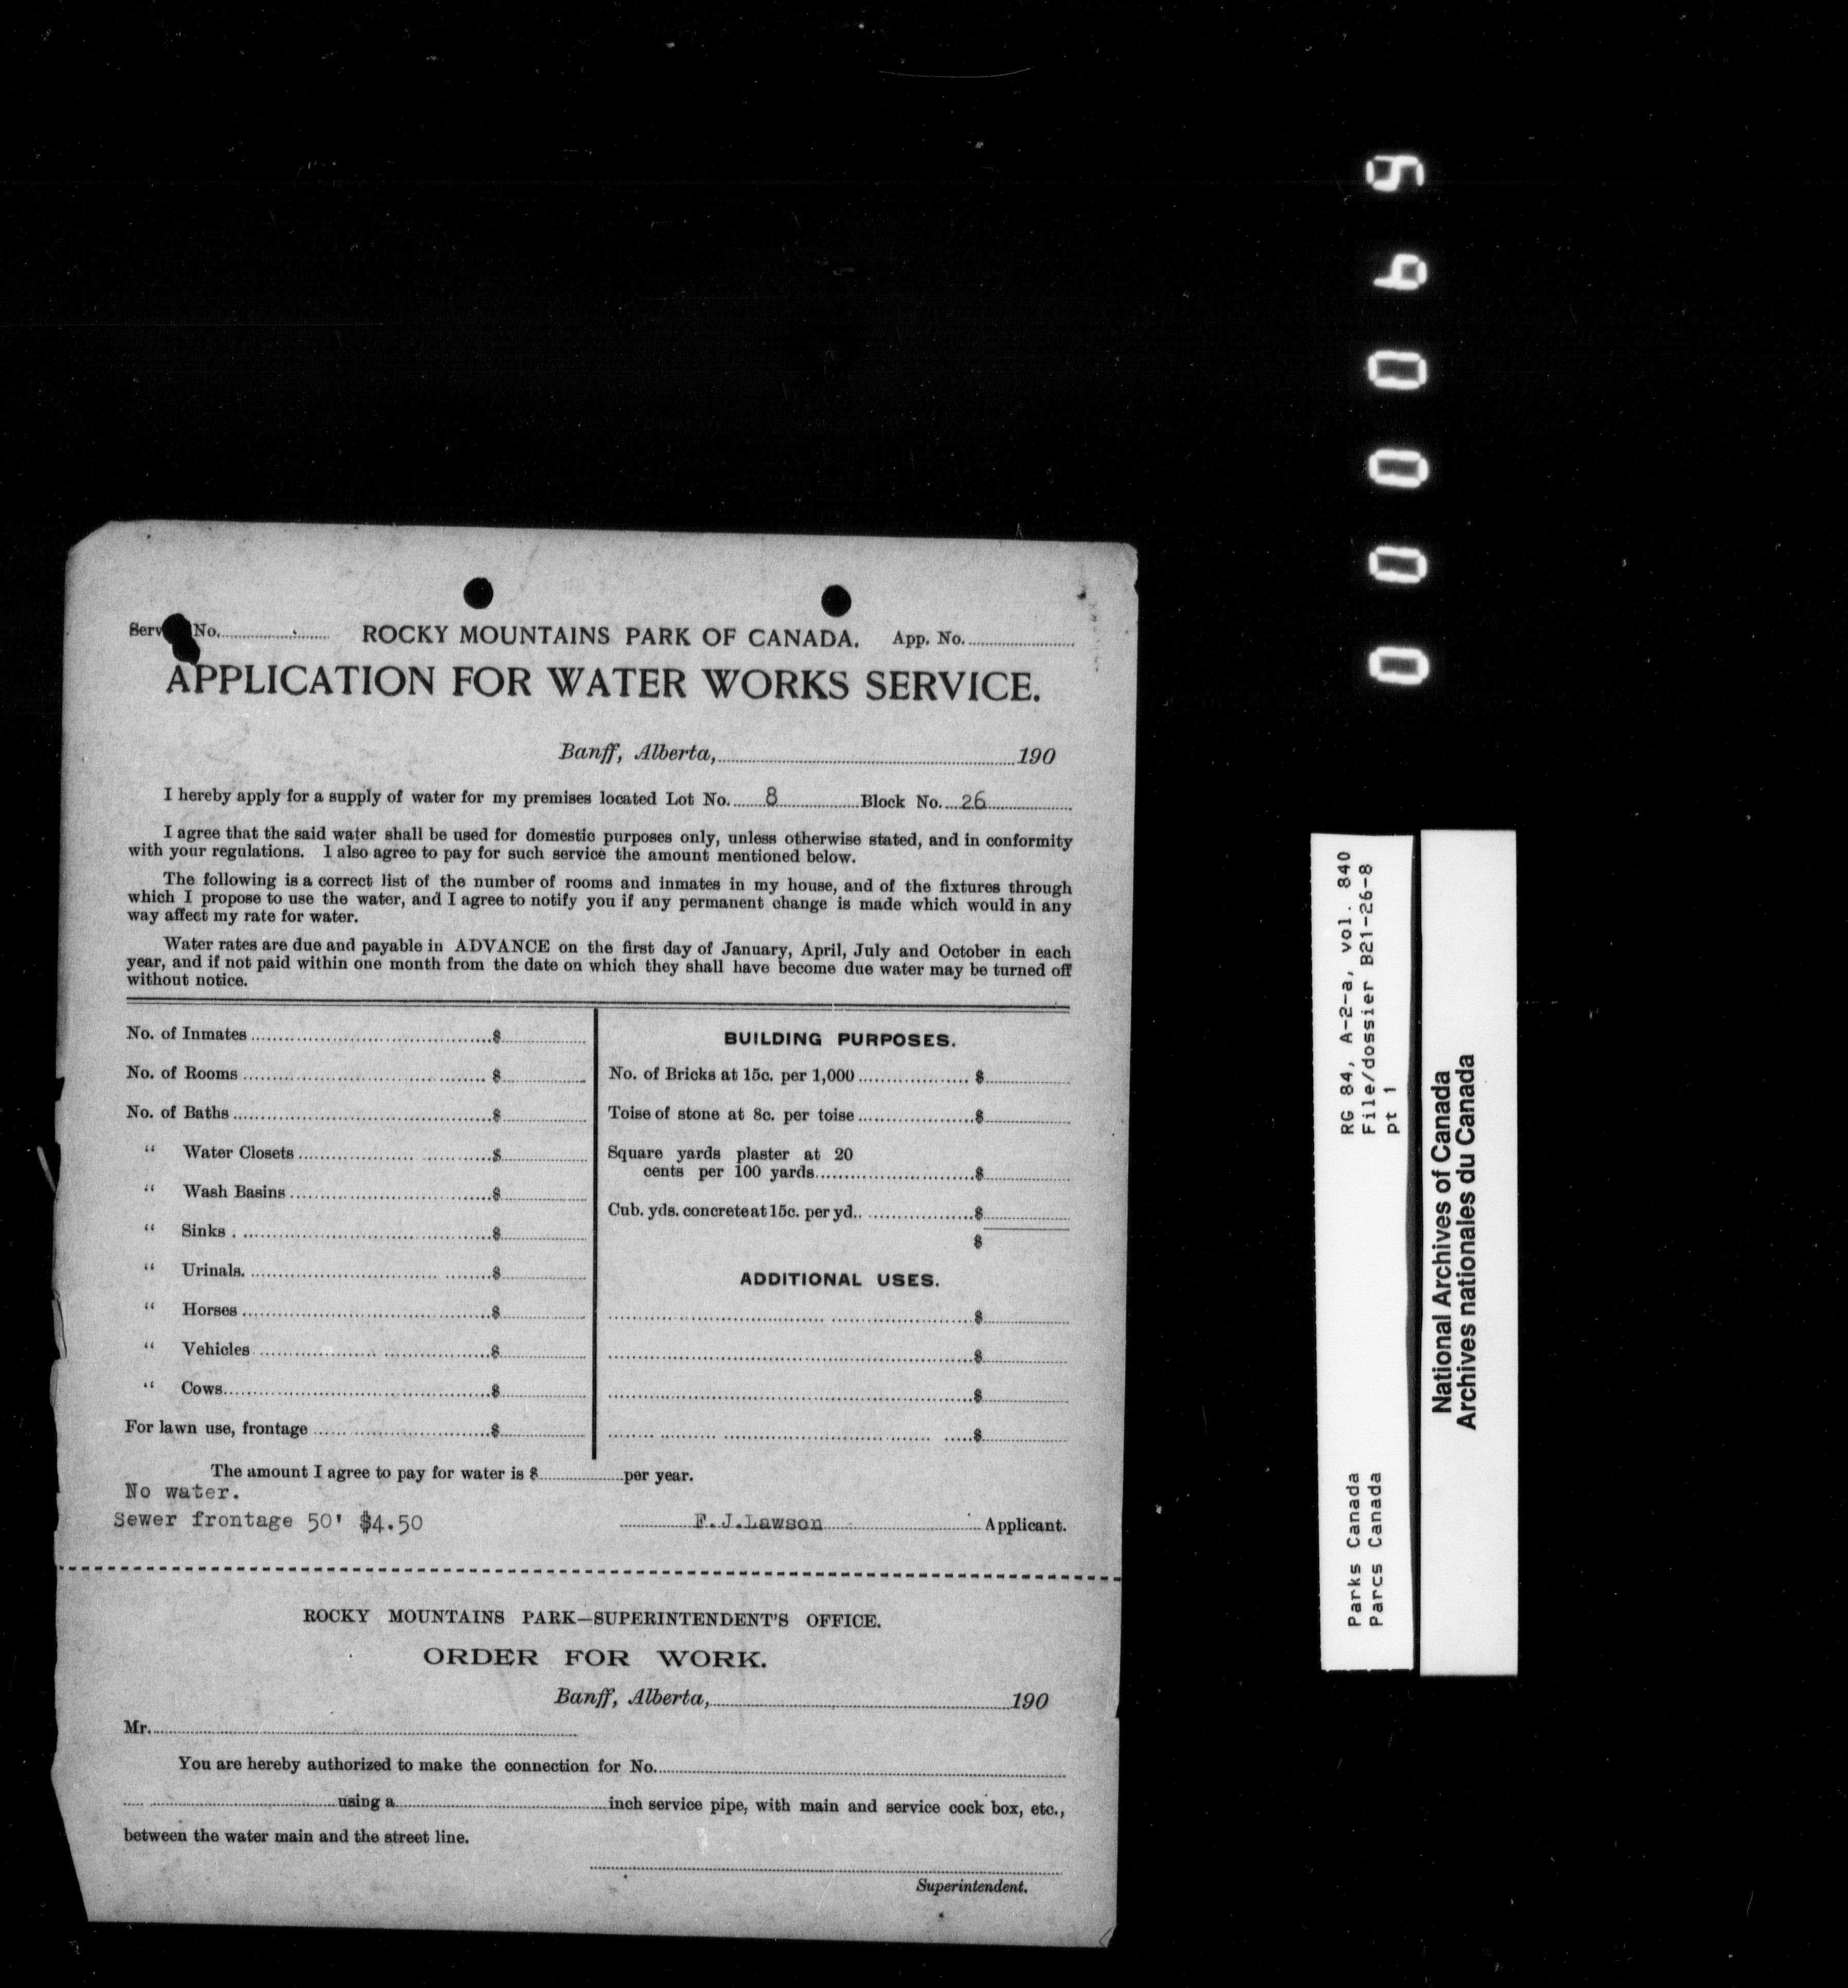 Serv No. ROCKY MOUNTAINS PARK OF CANADA. App. No.
APPLICATION FOR WATER WORKS SERVICE.
Banff, Alberta, 190
I hereby apply for a supply of water for my premises located Lot No. 8 Block No. 26
I agree that the said water shall be used for domestic purposes only, unless otherwise stated, and in conformity
with your regulations. I also agree to pay for such service the amount mentioned below.
The following is a correct list of the number of rooms and inmates in my house, and of the fixtures through
which I propose to use the water, and I agree to notify you if any permanent change is made which would in any
way affect my rate for water.
Water rates are due and payable in ADVANCE on the first day of January, April, July and October in each
year, and if not paid within one month from the date on which they shall have become due water may be turned off
without notice.
No. of Inmates $
No. of Rooms $
No. of Baths $
" Water Closets $
" Wash Basins $
" Sinks $
" Urinals. $
" Horses $
" Vehicles $
" Cows $
For lawn use, frontage $
BUILDING PURPOSES.
No. of Bricks at 15c. per 1,000 $
Toise of stone at 8c. per toise $
Square yards plaster at 20
cents per 100 yards $
Cub. yds. concrete at 15c. per yd. $
$
ADDITIONAL USES.
$
$
$
$
The amount I agree to pay for water is $ per year.
No water.
Sewer frontage 50' $4.50
F.J.Lawson Applicant.
ROCKY MOUNTAINS PARK—SUPERINTENDENT'S OFFICE.
ORDER FOR WORK.
Banff, Alberta, 190
Mr.
You are hereby authorized to make the connection for No.
using a inch service pipe, with main and service cock box, etc.,
between the water main and the street line.
Superintendent.
000069
RG 84, A-2-a, vol. 840
File/dossier B21-26-8
pt 1
Parks Canada
Parcs Canada
National Archives of Canada
Archives nationales du Canada